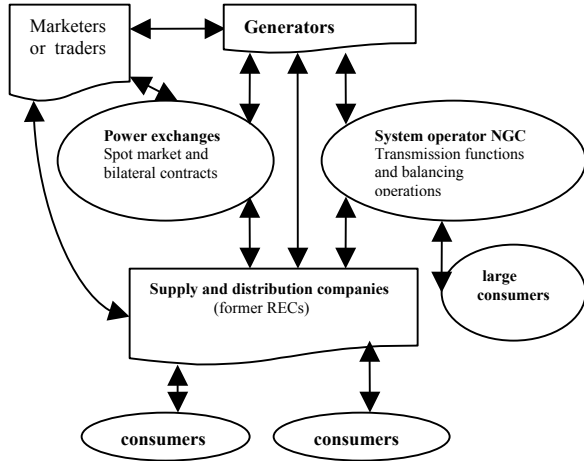 Marketers
or traders
Generators
Power exchanges
Spot market and
bilateral contracts
System operator NGC
Transmission functions
and balancing
operations
large
consumers
Supply and distribution companies
(former RECs)
consumers
consumers